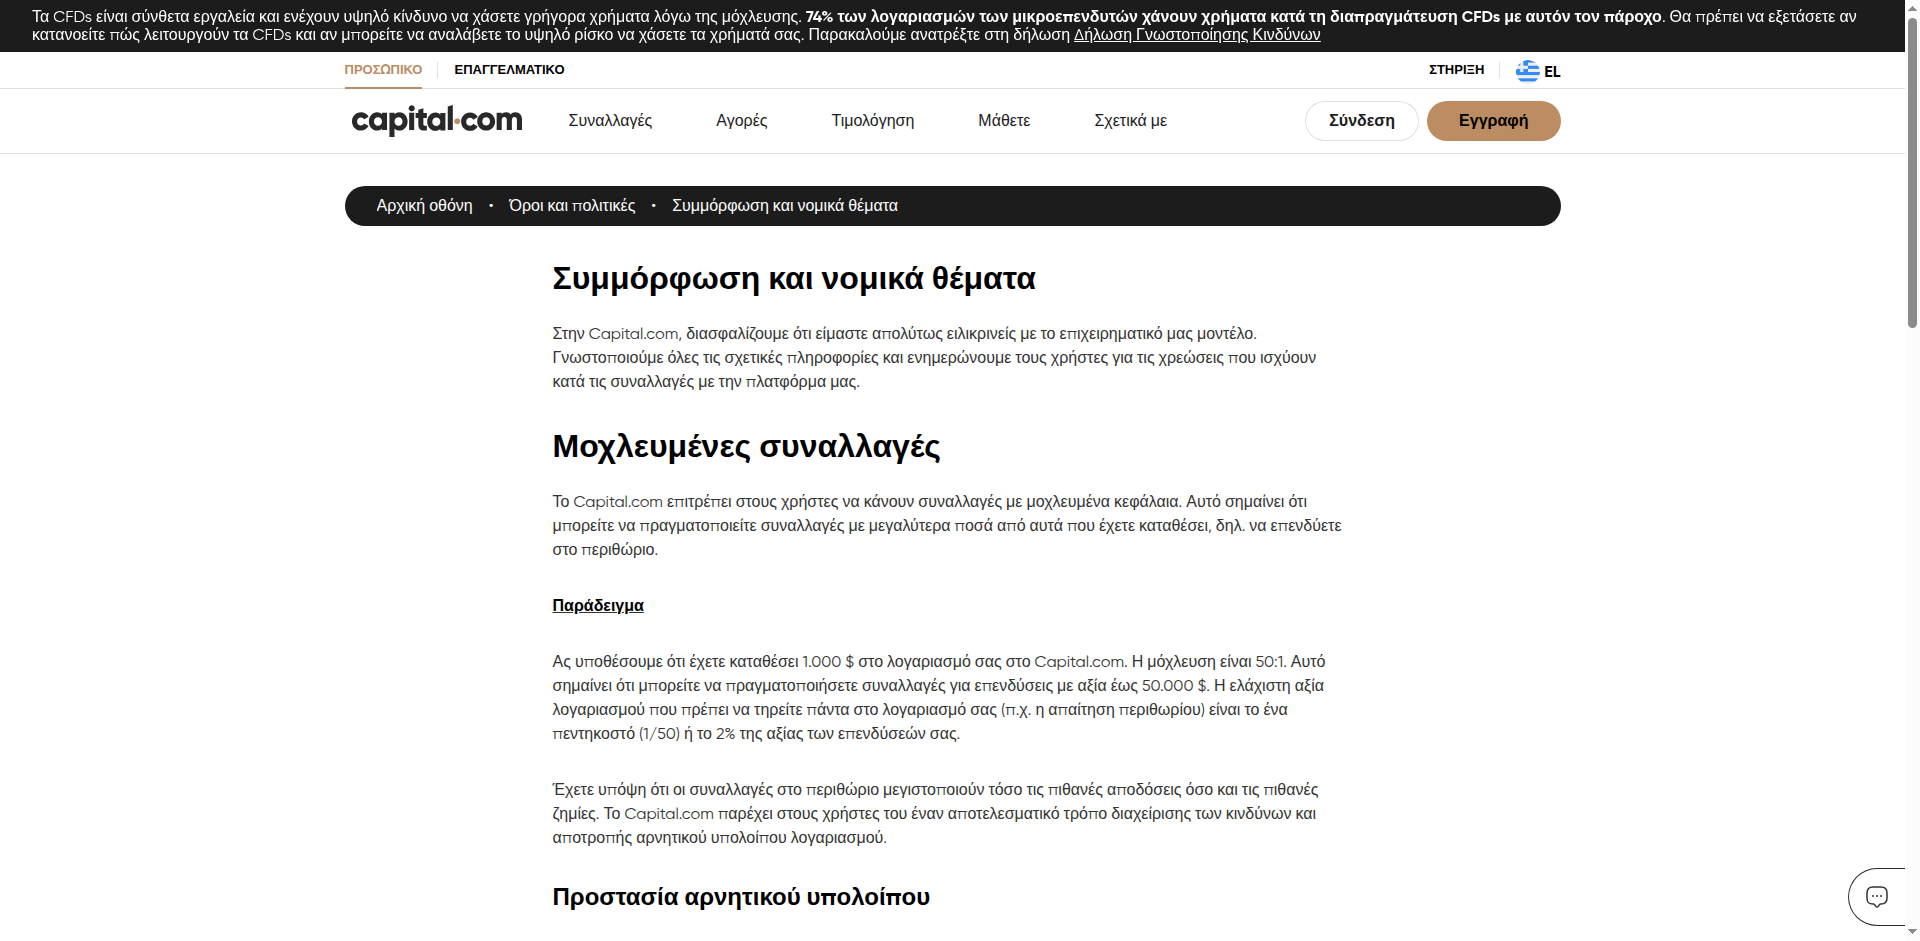 Τα CFDs είναι σύνθετα εργαλεία και ενέχουν υψηλό κίνδυνο να χάσετε γρήγορα χρήματα λόγω της μόχλευσης. 74% των λογαριασμών των μικροεπενδυτών χάνουν χρήματα κατά τη διαπραγμάτευση CFDs με αυτόν τον πάροχο. Θα πρέπει να εξετάσετε αν
κατανοείτε πώς λειτουργούν τα CFDs και αν μπορείτε να αναλάβετε το υψηλό ρίσκο να χάσετε τα χρήματά σας. Παρακαλούμε ανατρέξτε στη δήλωση Δήλωση Γνωστοποίησης Κινδύνων
ΠΡΟΣΩΠΙΚΟ ΕΠΑΓΓΕΛΜΑΤΙΚΟ ΣΤΗΡΙΞΗ EL
capital.com Συναλλαγές Αγορές Τιμολόγηση Μάθετε Σχετικά με Σύνδεση Εγγραφή
Αρχική οθόνη • Όροι και πολιτικές • Συμμόρφωση και νομικά θέματα
Συμμόρφωση και νομικά θέματα
Στην Capital.com, διασφαλίζουμε ότι είμαστε απολύτως ειλικρινείς με το επιχειρηματικό μας μοντέλο.
Γνωστοποιούμε όλες τις σχετικές πληροφορίες και ενημερώνουμε τους χρήστες για τις χρεώσεις που ισχύουν
κατά τις συναλλαγές με την πλατφόρμα μας.
Μοχλευμένες συναλλαγές
Το Capital.com επιτρέπει στους χρήστες να κάνουν συναλλαγές με μοχλευμένα κεφάλαια. Αυτό σημαίνει ότι
μπορείτε να πραγματοποιείτε συναλλαγές με μεγαλύτερα ποσά από αυτά που έχετε καταθέσει, δηλ. να επενδύετε
στο περιθώριο.
Παράδειγμα
Ας υποθέσουμε ότι έχετε καταθέσει 1.000 $ στο λογαριασμό σας στο Capital.com. Η μόχλευση είναι 50:1. Αυτό
σημαίνει ότι μπορείτε να πραγματοποιήσετε συναλλαγές για επενδύσεις με αξία έως 50.000 $. Η ελάχιστη αξία
λογαριασμού που πρέπει να τηρείτε πάντα στο λογαριασμό σας (π.χ. η απαίτηση περιθωρίου) είναι το ένα
πεντηκοστό (1/50) ή το 2% της αξίας των επενδύσεών σας.
Έχετε υπόψη ότι οι συναλλαγές στο περιθώριο μεγιστοποιούν τόσο τις πιθανές αποδόσεις όσο και τις πιθανές
ζημίες. Το Capital.com παρέχει στους χρήστες του έναν αποτελεσματικό τρόπο διαχείρισης των κινδύνων και
αποτροπής αρνητικού υπολοίπου λογαριασμού.
Προστασία αρνητικού υπολοίπου